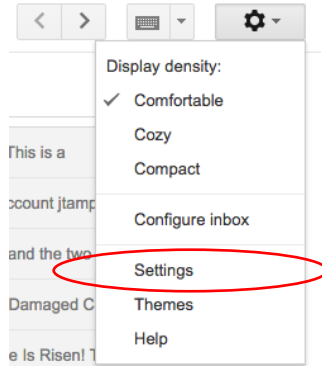 Display density:
Comfortable
Cozy
This is a
Compact
ccount jtamp
Configure inbox
and the two
Settings
Damaged C
Themes
Help
e Is Risen! T